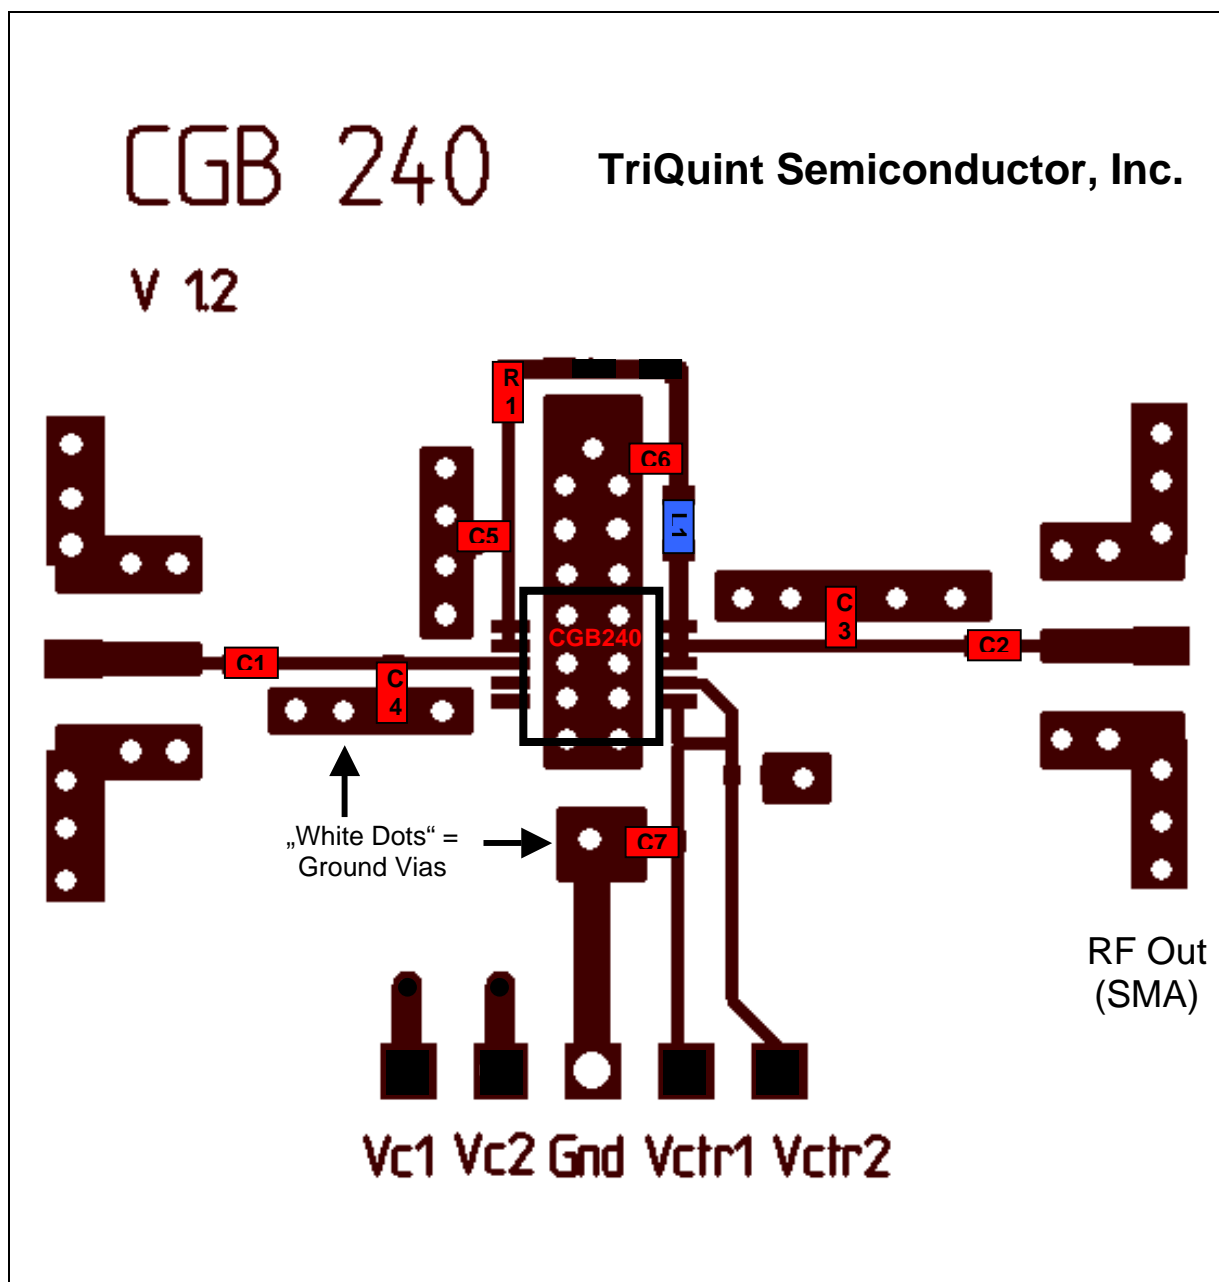 CGB 240
TriQuint Semiconductor, Inc.
V 1.2
R
1
C6
L1
C5
C
3
CGB240
C1
C2
C
4
„White Dots“ =
Ground Vias
C7
RF Out
(SMA)
Vc1 Vc2 Gnd Vctr1 Vctr2